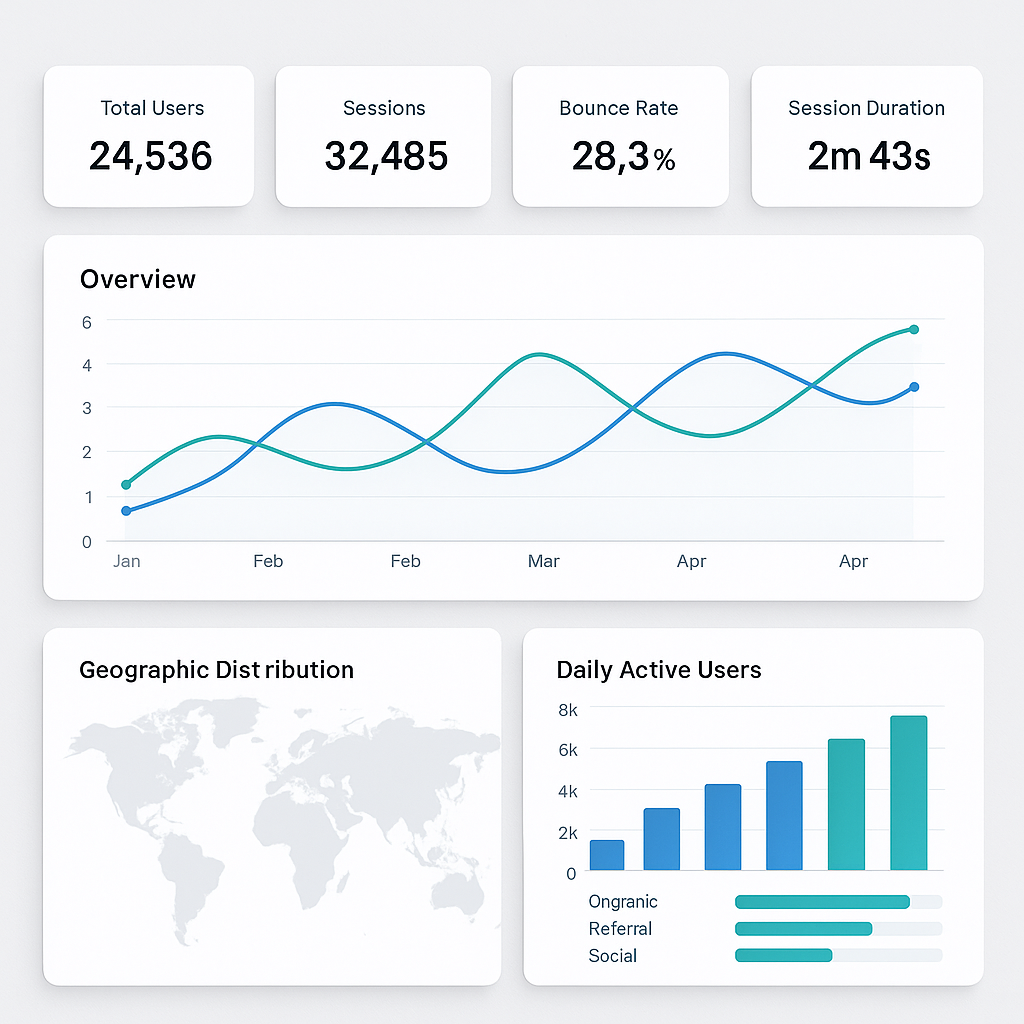 Total Users
24,536
Sessions
32,485
Bounce Rate
28,3%
Session Duration
2m 43s
Overview
6
4
3
2
1
0
Jan Feb Feb Mar Apr Apr
Geographic Dist ribution
Daily Active Users
8k
6k
4k
2k
0
Ongranic
Referral
Social